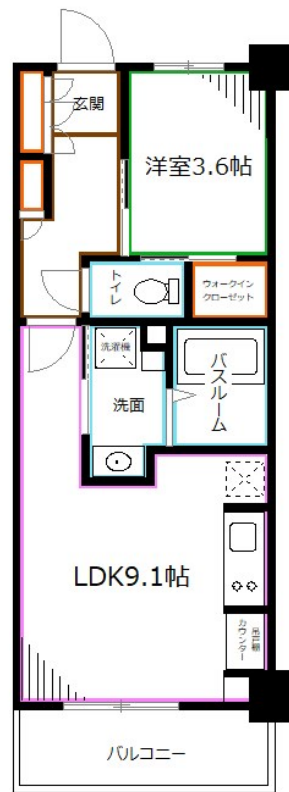 玄関
洋室3.6帖
トイレ
ウォークイン
クローゼット
洗濯機
洗面
バスルーム
LDK9.1帖
吊戸棚
カウンター
バルコニー